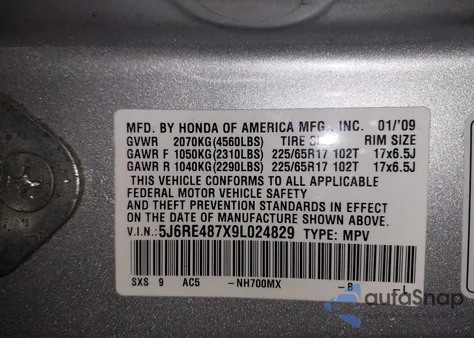 MFD. BY HONDA OF AMERICA MFG., INC. 01/'09
GVWR 2070KG(4560LBS) TIRE SIZE RIM SIZE
GAWR F 1050KG(2310LBS) 225/65R17 102T 17x6.5J
GAWR R 1040KG(2290LBS) 225/65R17 102T 17x6.5J
THIS VEHICLE CONFORMS TO ALL APPLICABLE
FEDERAL MOTOR VEHICLE SAFETY
AND THEFT PREVENTION STANDARDS IN EFFECT
ON THE DATE OF MANUFACTURE SHOWN ABOVE.
V.I.N.: 5J6RE487X9L024829 TYPE: MPV
SXS 9 AC5 -NH700MX -B
autoSnap